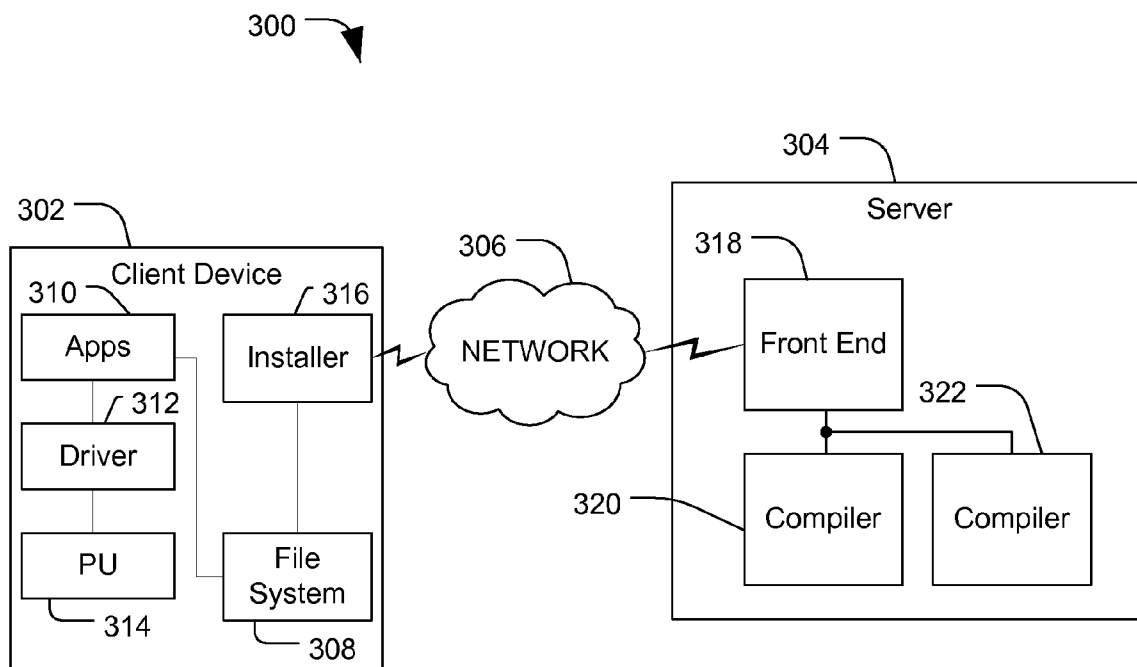 300
304
Server
302
Client Device
306
318
310
316
Apps
Installer
NETWORK
Front End
312
322
Driver
320
Compiler
Compiler
PU
File
System
314
308